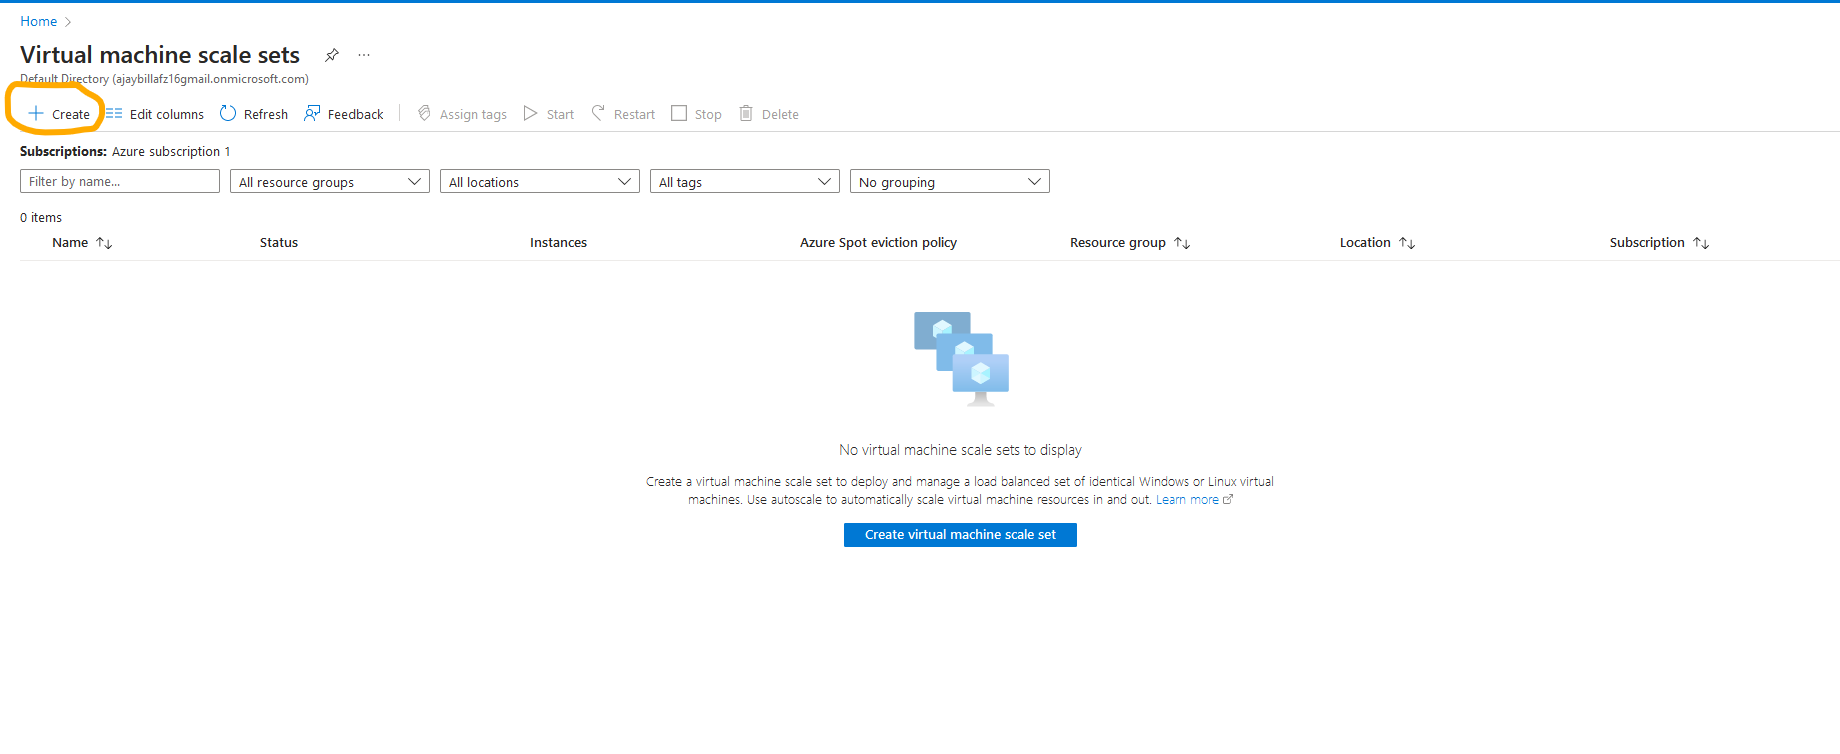 Home
Virtual machine scale sets
Default Directory (ajaybillafz16gmail.onmicrosoft.com)
Create Edit columns Refresh Feedback Assign tags Start Restart Stop Delete
Subscriptions: Azure subscription 1
Filter by name... All resource groups All locations All tags No grouping
0 items
Name Status Instances Azure Spot eviction policy Resource group Location Subscription
No virtual machine scale sets to display
Create a virtual machine scale set to deploy and manage a load balanced set of identical Windows or Linux virtual
machines. Use autoscale to automatically scale virtual machine resources in and out. Learn more
Create virtual machine scale set